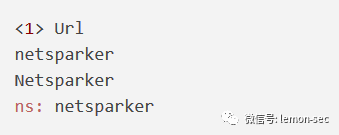 <1> Url
netsparker
Netsparker
ns: netsparker
微信号: lemon-sec